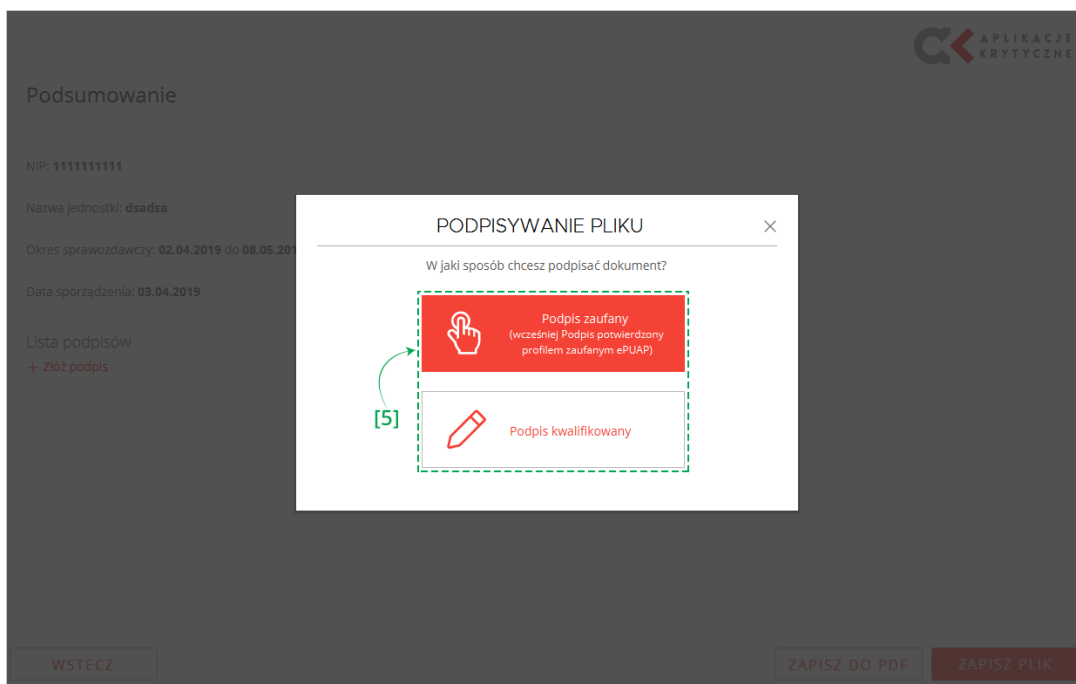 APLIKACJE
KRYTYCZNE
Podsumowanie
NIP: 1111111111
Nazwa jednostki: dsadsa
Okres sprawozdawczy: 02.04.2019 do 08.05.201
Data sporządzenia: 03.04.2019
Lista podpisów
+ Złóż podpis
PODPISYWANIE PLIKU
W jaki sposób chcesz podpisać dokument?
Podpis zaufany
(wcześniej Podpis potwierdzony
profilem zaufanym ePUAP)
[5]
Podpis kwalifikowany
WSTECZ
ZAPISZ DO PDF
ZAPISZ PLIK